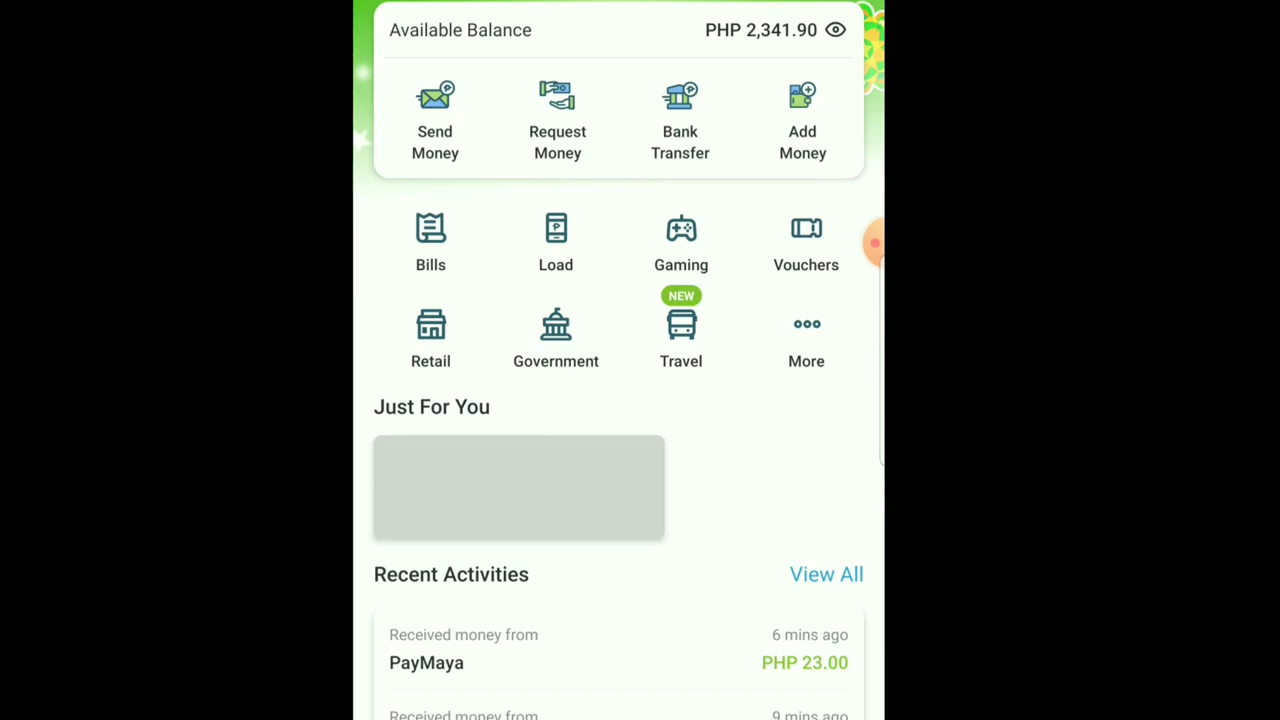 Available Balance PHP 2,341.90
Send Money
Request Money
Bank Transfer
Add Money
Bills
Load
Gaming
Vouchers
NEW
Retail
Government
Travel
More
Just For You
Recent Activities View All
Received money from 6 mins ago
PayMaya PHP 23.00
Received money from 9 mins ago